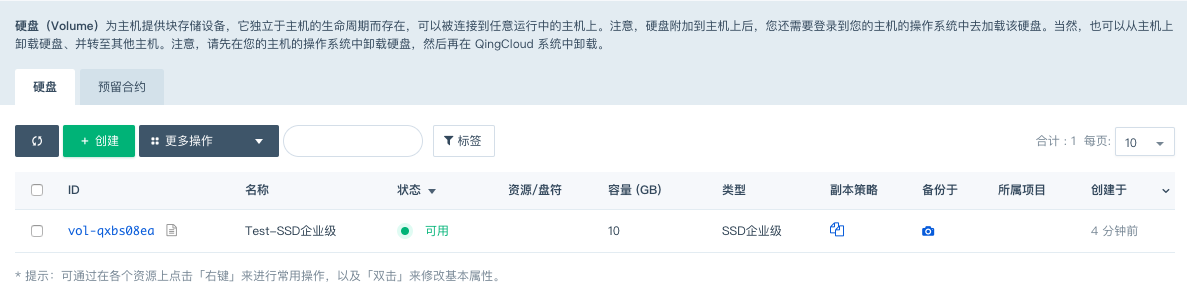 硬盘（Volume）为主机提供块存储设备，它独立于主机的生命周期而存在，可以被连接到任意运行中的主机上。注意，硬盘附加到主机上后，您还需要登录到您的主机的操作系统中去加载该硬盘。当然，也可以从主机上
卸载硬盘、并转至其他主机。注意，请先在您的主机的操作系统中卸载硬盘，然后再在 QingCloud 系统中卸载。
硬盘 预留合约
+ 创建 更多操作 标签 合计：1 每页: 10
ID 名称 状态 资源/盘符 容量 (GB) 类型 副本策略 备份于 所属项目 创建于
vol-qxbs08ea Test-SSD企业级 可用 10 SSD企业级 4 分钟前
* 提示：可通过在各个资源上点击「右键」来进行常用操作，以及「双击」来修改基本属性。